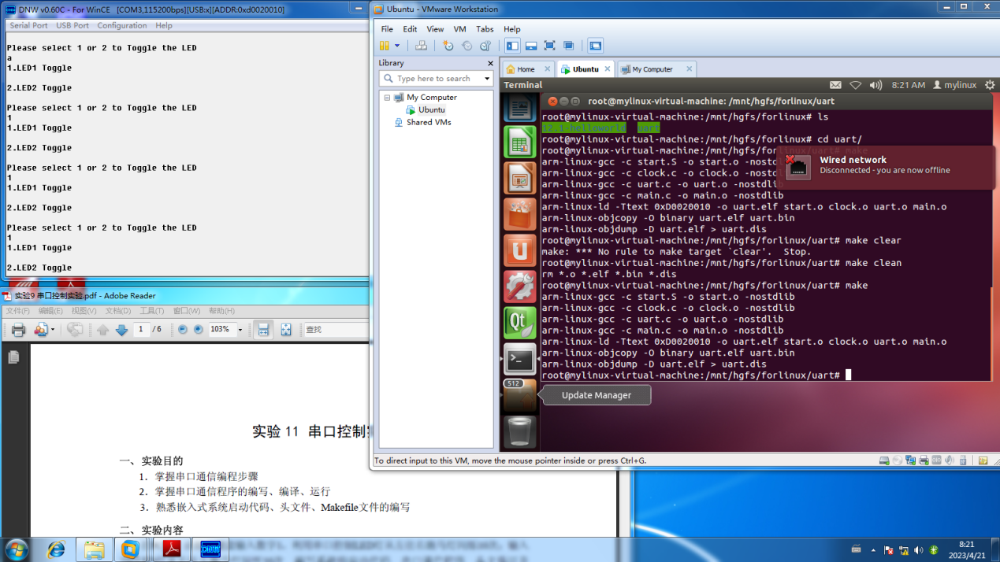 DNW v0.60C - For WinCE [COM3,115200bps][USB:x][ADDR:0xd0020010]
Serial Port USB Port Configuration Help
Please select 1 or 2 to Toggle the LED
a
1.LED1 Toggle
2.LED2 Toggle
Please select 1 or 2 to Toggle the LED
1
1.LED1 Toggle
2.LED2 Toggle
Please select 1 or 2 to Toggle the LED
1
1.LED1 Toggle
2.LED2 Toggle
Please select 1 or 2 to Toggle the LED
1
1.LED1 Toggle
2.LED2 Toggle
实验9 串口控制实验.pdf - Adobe Reader
文件(F) 编辑(E) 视图(V) 文档(D) 工具(T) 窗口(W) 帮助(H)
1 / 6 103% 查找
实验 11 串口控制
一、实验目的
1. 掌握串口通信编程步骤
2. 掌握串口通信程序的编写、编译、运行
3. 熟悉嵌入式系统启动代码、头文件、Makefile文件的编写
二、实验内容
Ubuntu - VMware Workstation
File Edit View VM Tabs Help
Library
Type here to search
My Computer
Ubuntu
Shared VMs
Home Ubuntu My Computer
Terminal 8:21 AM mylinux
root@mylinux-virtual-machine: /mnt/hgfs/forlinux/uart
root@mylinux-virtual-machine:/mnt/hgfs/forlinux# ls
12.1-helloworld uart
root@mylinux-virtual-machine:/mnt/hgfs/forlinux# cd uart/
root@mylinux-virtual-machine:/mnt/hgfs/forlinux/uart# make
arm-linux-gcc -c start.S -o start.o -nostdl
arm-linux-gcc -c clock.c -o clock.o -nostdl
arm-linux-gcc -c uart.c -o uart.o -nostdlib
arm-linux-gcc -c main.c -o main.o -nostdlib
arm-linux-ld -Ttext 0xD0020010 -o uart.elf start.o clock.o uart.o main.o
arm-linux-objcopy -O binary uart.elf uart.bin
arm-linux-objdump -D uart.elf > uart.dis
root@mylinux-virtual-machine:/mnt/hgfs/forlinux/uart# make clear
make: *** No rule to make target `clear'. Stop.
root@mylinux-virtual-machine:/mnt/hgfs/forlinux/uart# make clean
rm *.o *.elf *.bin *.dis
root@mylinux-virtual-machine:/mnt/hgfs/forlinux/uart# make
arm-linux-gcc -c start.S -o start.o -nostdlib
arm-linux-gcc -c clock.c -o clock.o -nostdlib
arm-linux-gcc -c uart.c -o uart.o -nostdlib
arm-linux-gcc -c main.c -o main.o -nostdlib
arm-linux-ld -Ttext 0xD0020010 -o uart.elf start.o clock.o uart.o main.o
arm-linux-objcopy -O binary uart.elf uart.bin
arm-linux-objdump -D uart.elf > uart.dis
root@mylinux-virtual-machine:/mnt/hgfs/forlinux/uart#
Wired network
Disconnected - you are now offline
Qt
512
Update Manager
To direct input to this VM, move the mouse pointer inside or press Ctrl+G.
DNW
8:21
2023/4/21